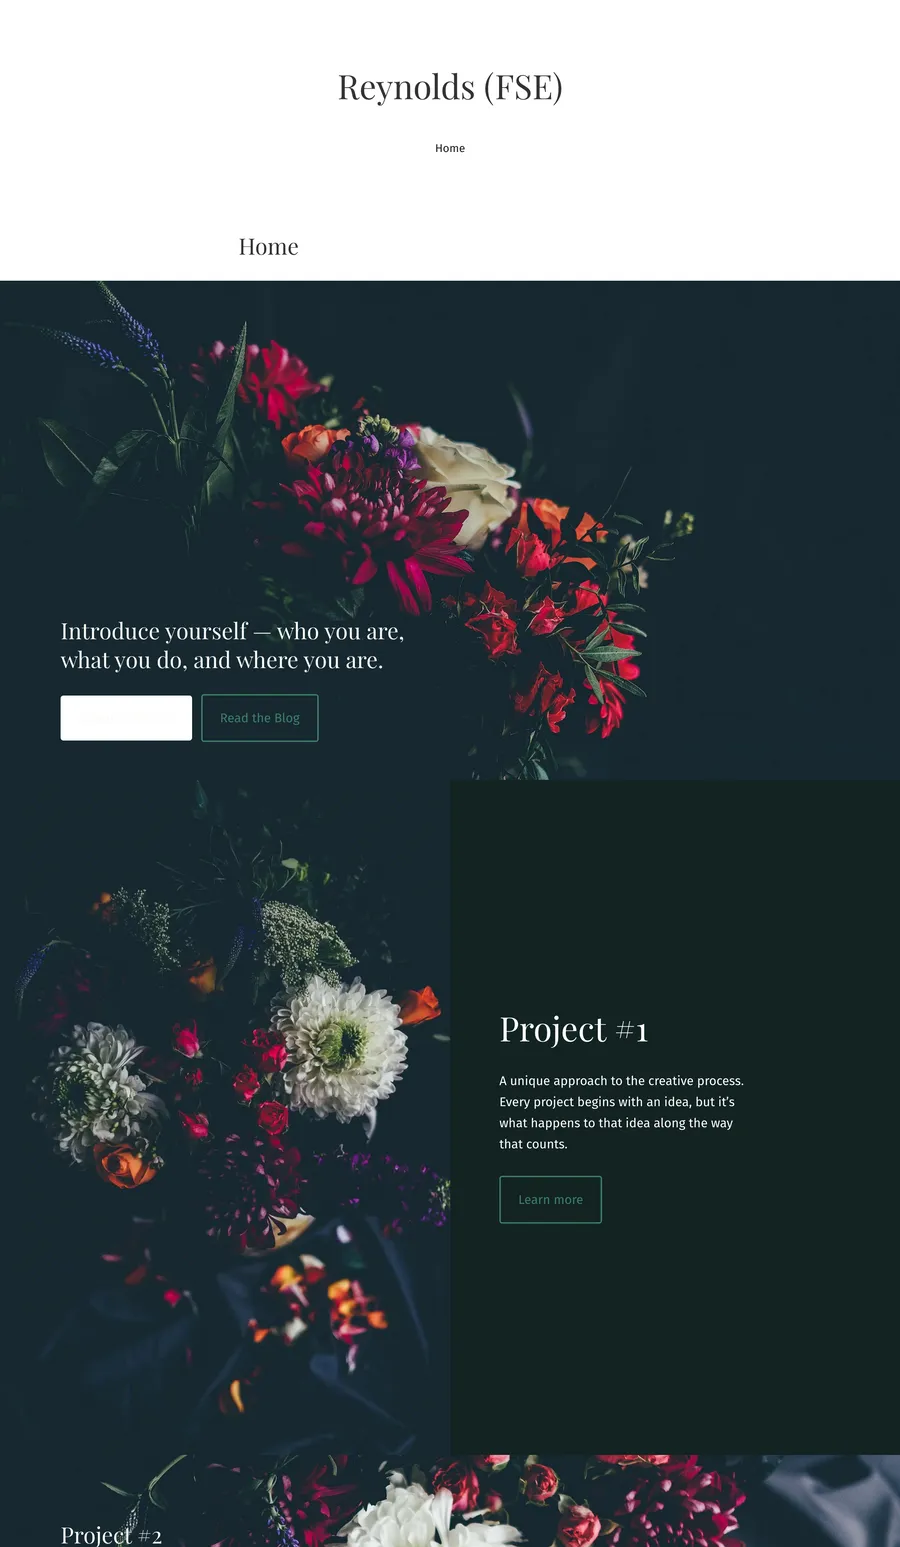 Reynolds (FSE)
Home
Home
Introduce yourself — who you are,
what you do, and where you are.
Read the Blog
Project #1
A unique approach to the creative process.
Every project begins with an idea, but it’s
what happens to that idea along the way
that counts.
Learn more
Project #2